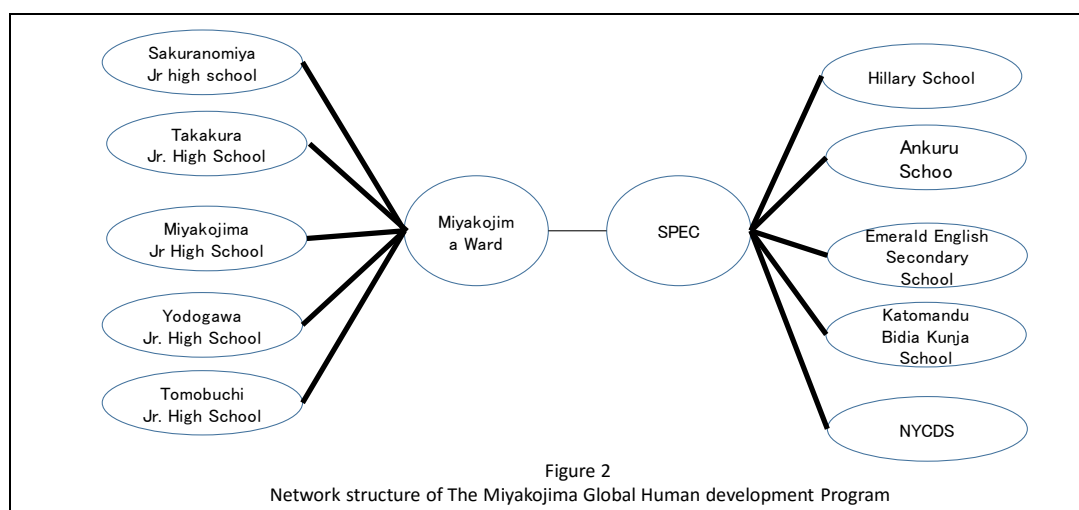 Sakuranomiya
Jr high school
Takakura
Jr. High School
Miyakojima
Jr High School
Yodogawa
Jr. High School
Tomobuchi
Jr. High School
Miyakojim
a Ward
SPEC
Hillary School
Ankuru
Schoo
Emerald English
Secondary
School
Katomandu
Bidia Kunja
School
NYCDS
Figure 2
Network structure of The Miyakojima Global Human development Program